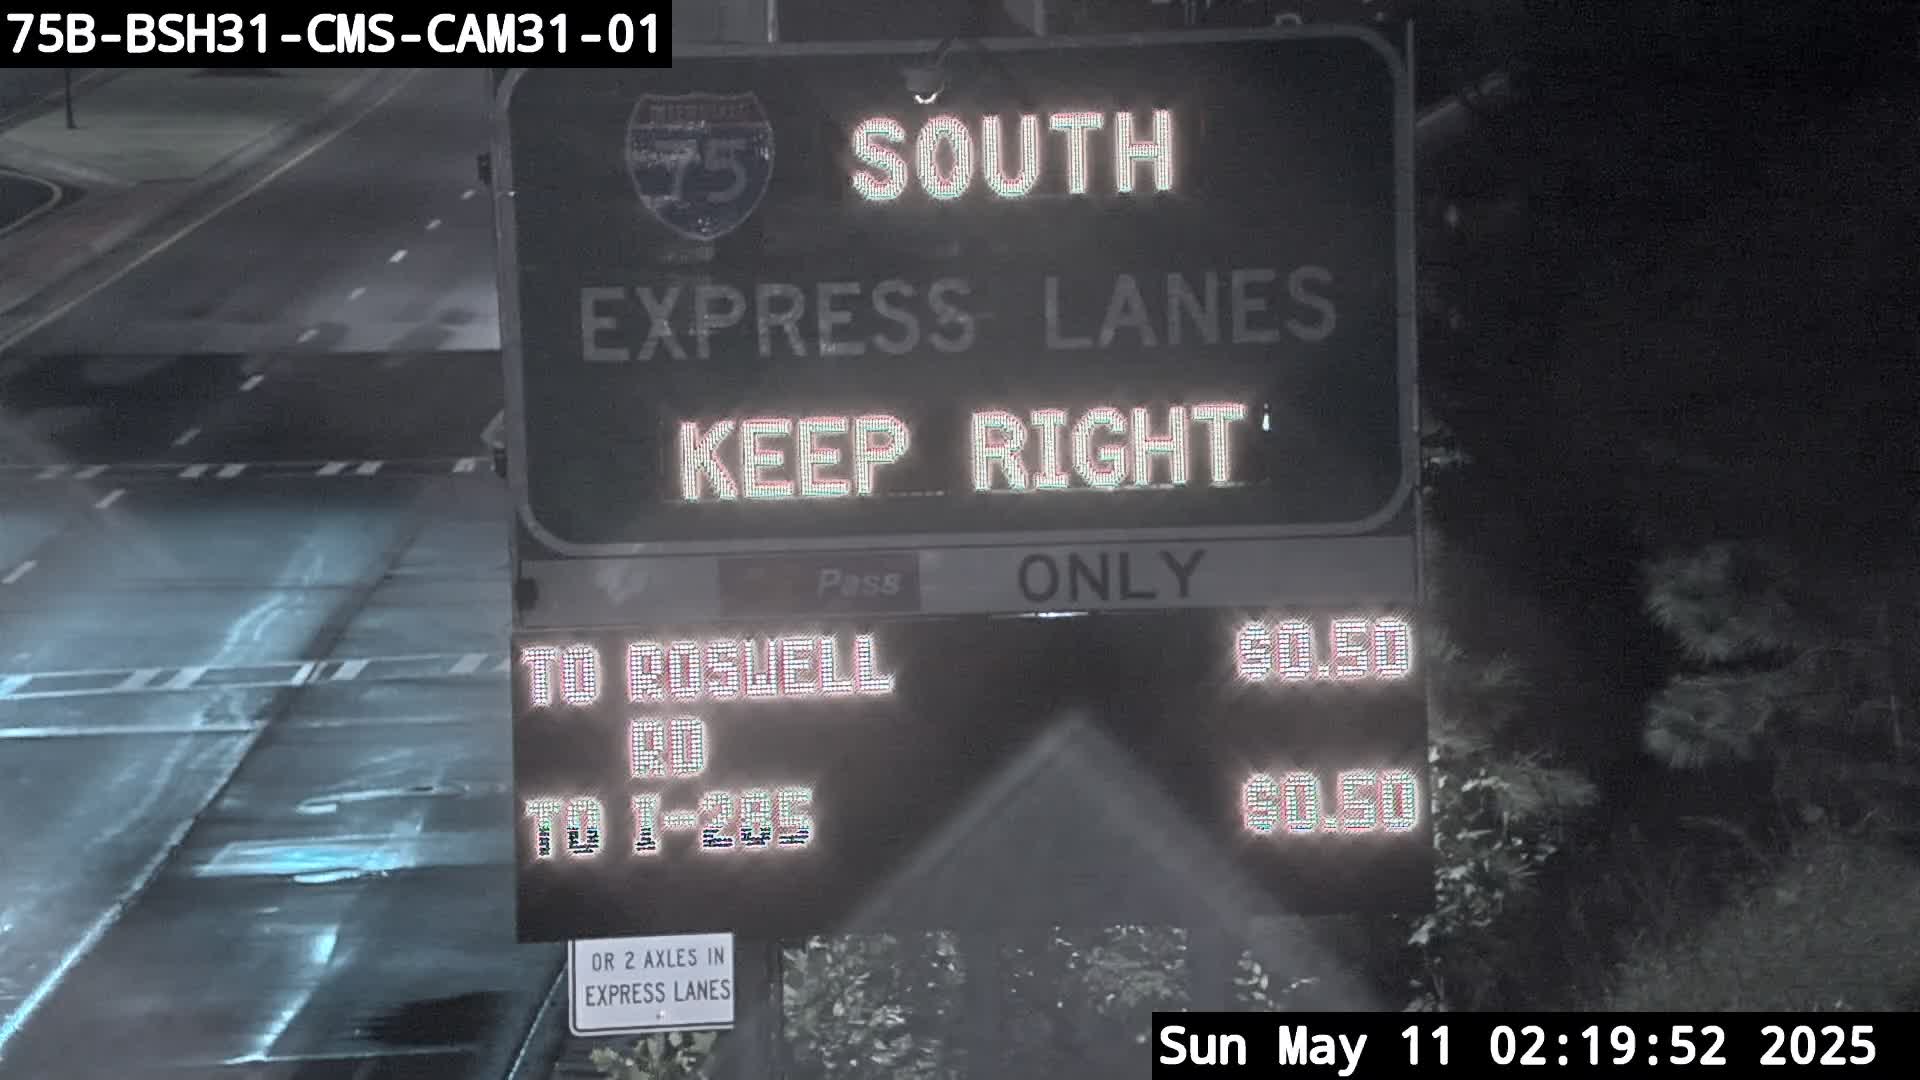 75B-BSH31-CMS-CAM31-01
INTERSTATE
75
SOUTH
EXPRESS LANES
KEEP RIGHT
Pass ONLY
TO ROSWELL $0.50
RD
TO I-285 $0.50
OR 2 AXLES IN
EXPRESS LANES
Sun May 11 02:19:52 2025